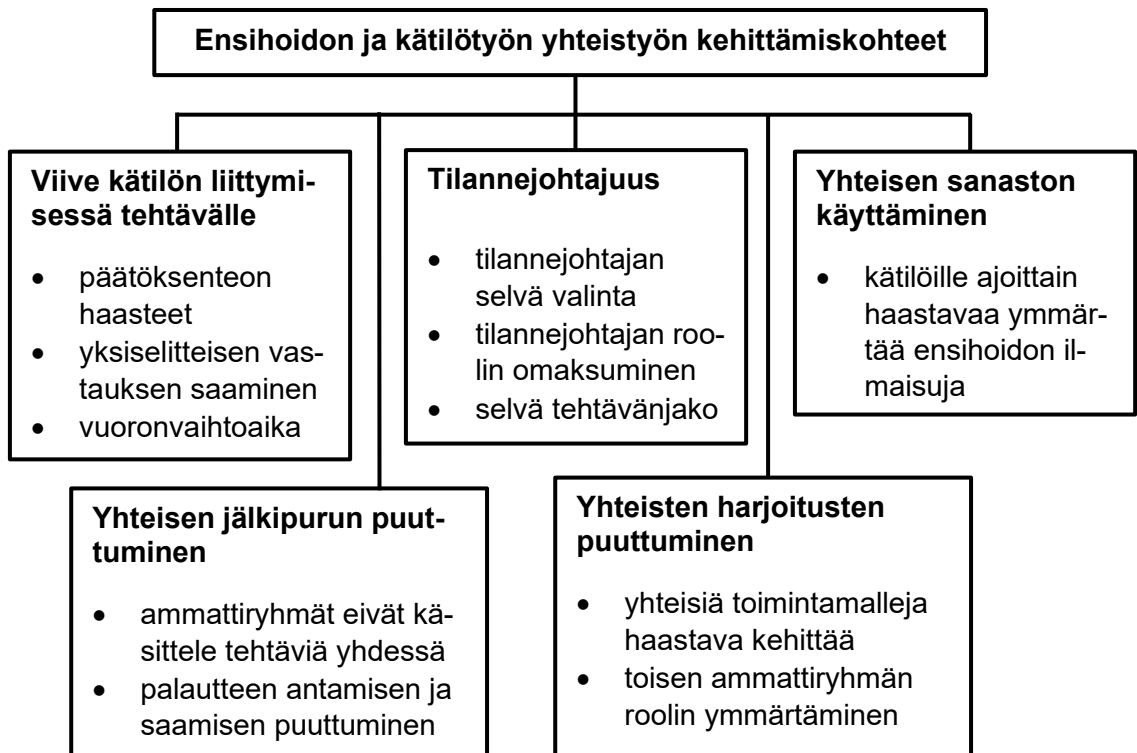 Ensihoidon ja kätilötyön yhteistyön kehittämiskohteet
Viive kätilön liittymi-
sessä tehtävälle
• päätöksenteon
haasteet
• yksiselitteisen vas-
tauksen saaminen
• vuoronvaihtoaika
Tilannejohtajuus
• tilannejohtajan
selvä valinta
• tilannejohtajan roo-
lin omaksuminen
• selvä tehtävänjako
Yhteisen sanaston
käyttäminen
• kätilöille ajoittain
haastavaa ymmär-
tää ensihoidon il-
maisuja
Yhteisen jälkipurun puut-
tuminen
• ammattiryhmät eivät kä-
sittele tehtäviä yhdessä
• palautteen antamisen ja
saamisen puuttuminen
Yhteisten harjoitusten
puuttuminen
• yhteisiä toimintamalleja
haastava kehittää
• toisen ammattiryhmän
roolin ymmärtäminen